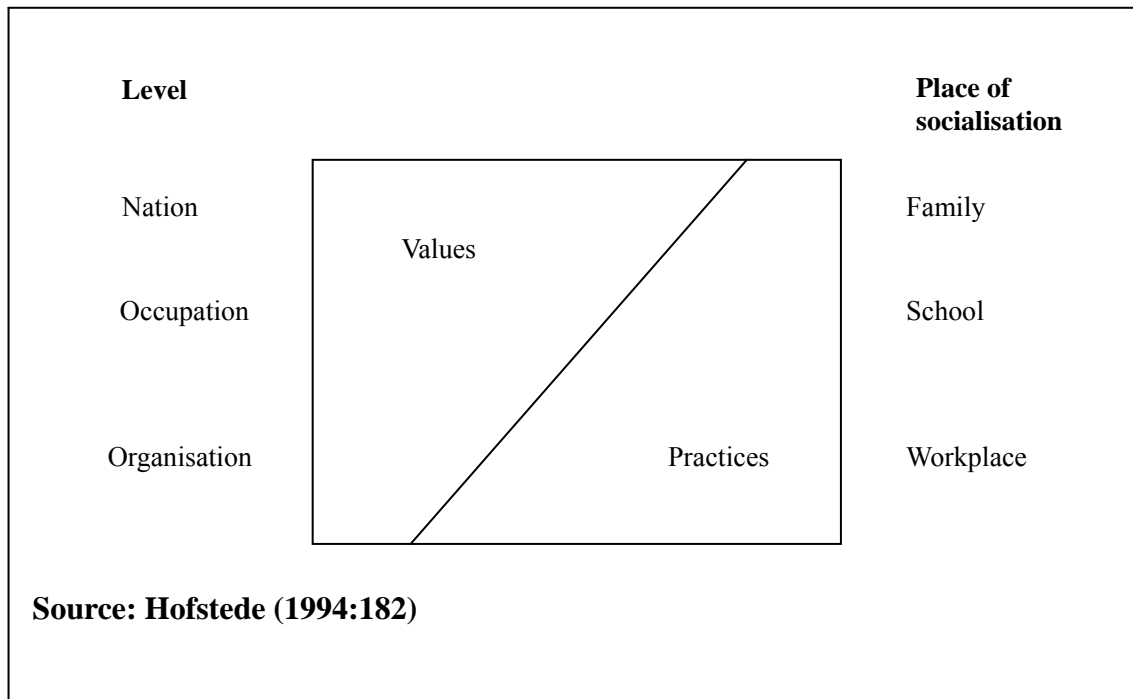 Level
Place of
socialisation
Nation
Family
Values
Occupation
School
Organisation
Practices
Workplace
Source: Hofstede (1994:182)